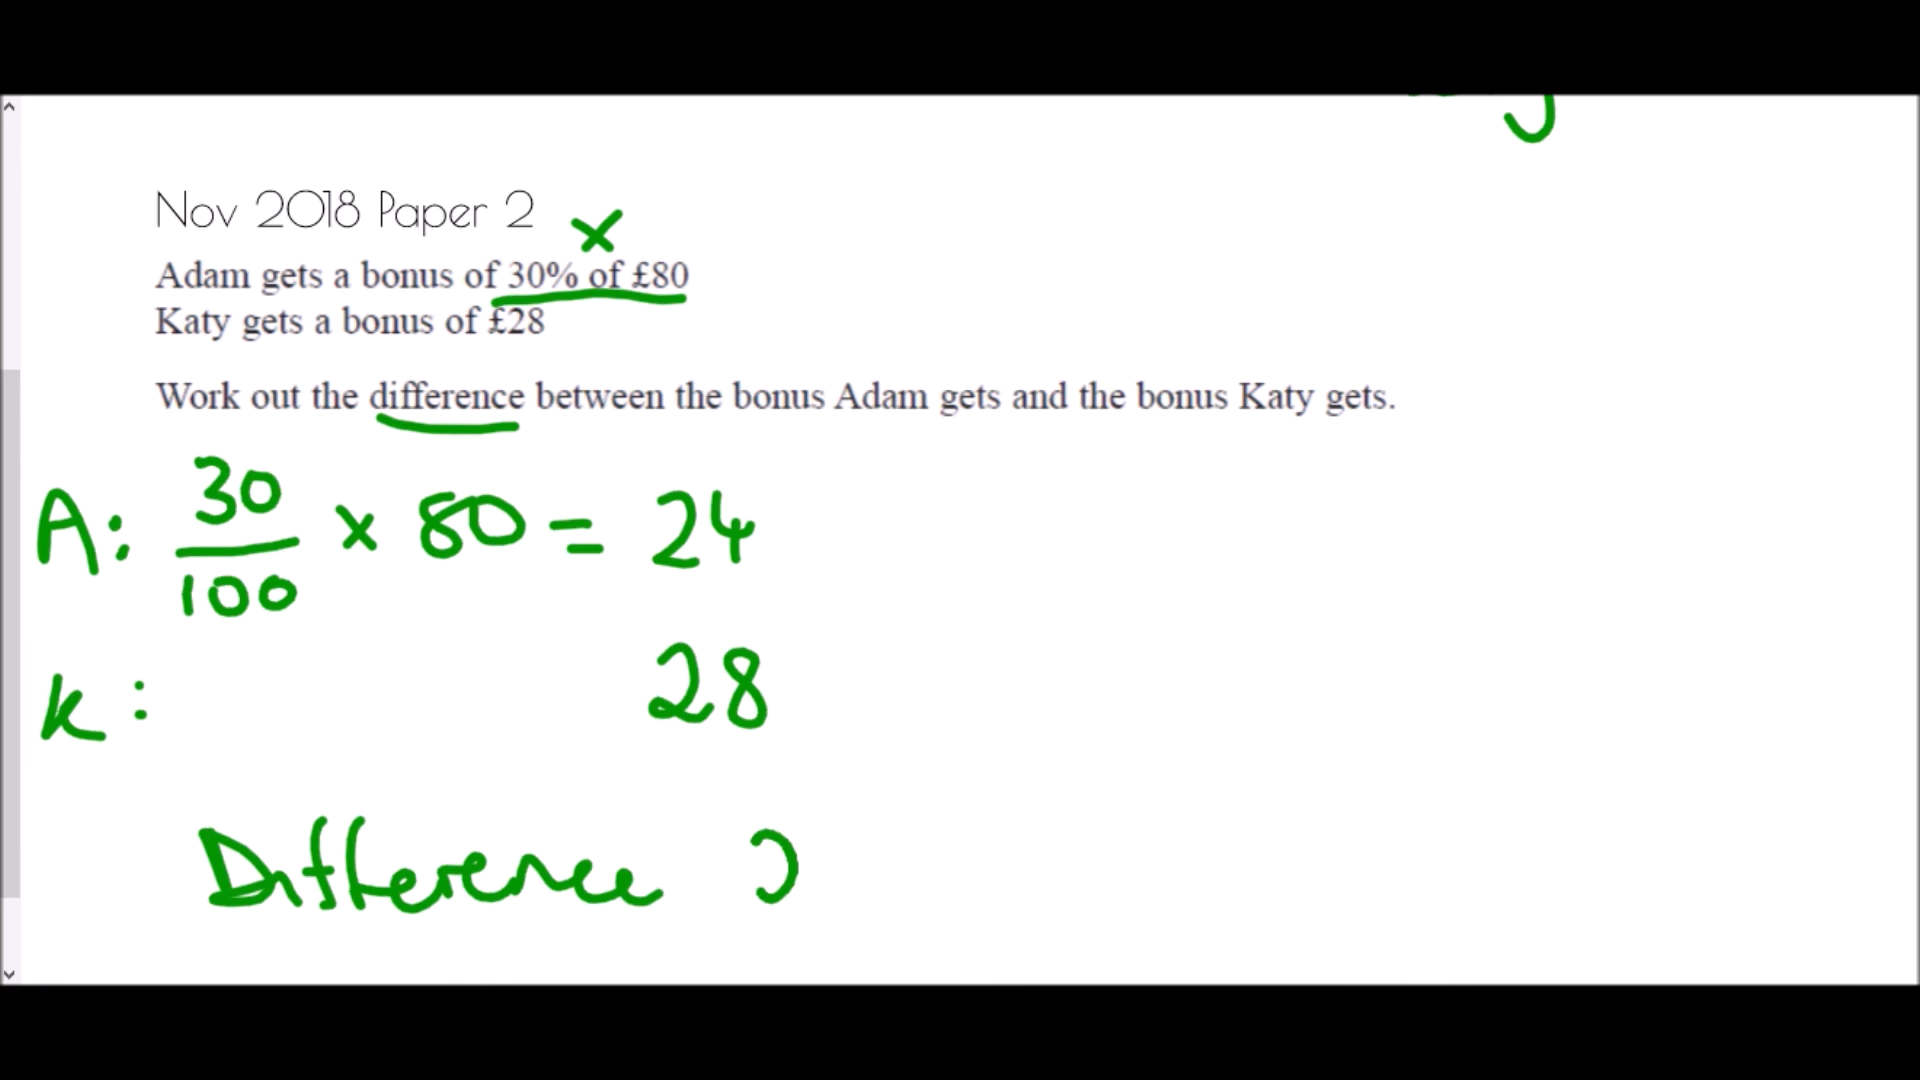 Nov 2018 Paper 2
×
Adam gets a bonus of 30% of £80
Katy gets a bonus of £28
Work out the difference between the bonus Adam gets and the bonus Katy gets.
A: 30/100 × 80 = 24
K: 28
Difference